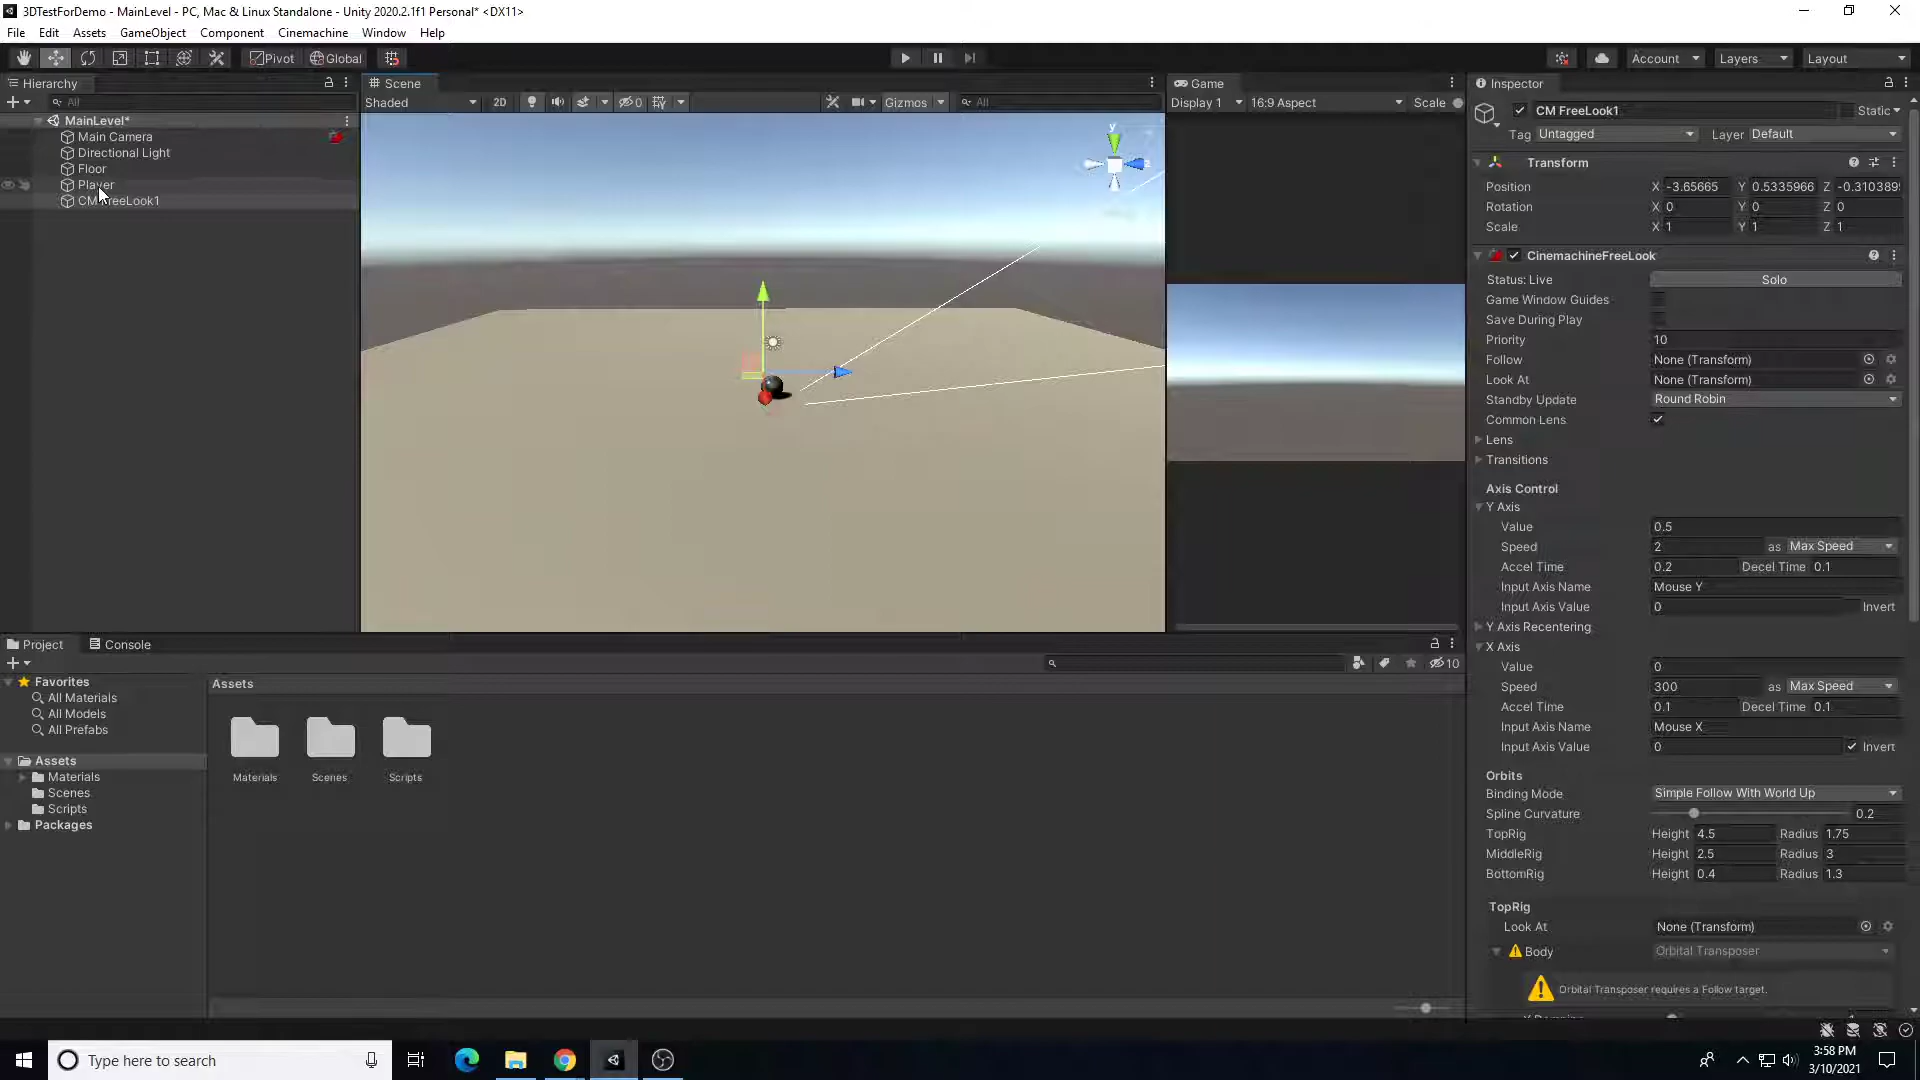 3DTestForDemo - MainLevel - PC, Mac & Linux Standalone - Unity 2020.2.1f1 Personal* <DX11>
File Edit Assets GameObject Component Cinemachine Window Help
Pivot Global Account Layers Layout
Hierarchy
All
MainLevel*
Main Camera
Directional Light
Floor
Player
CM FreeLook1
Scene
Shaded 2D 0 Gizmos All
y
z
Game
Display 1 16:9 Aspect Scale
Inspector
CM FreeLook1 Static
Tag Untagged Layer Default
Transform
Position X -3.65665 Y 0.5335966 Z -0.310389
Rotation X 0 Y 0 Z 0
Scale X 1 Y 1 Z 1
CinemachineFreeLook
Status: Live Solo
Game Window Guides
Save During Play
Priority 10
Follow None (Transform)
Look At None (Transform)
Standby Update Round Robin
Common Lens
Lens
Transitions
Axis Control
Y Axis
Value 0.5
Speed 2 as Max Speed
Accel Time 0.2 Decel Time 0.1
Input Axis Name Mouse Y
Input Axis Value 0 Invert
Y Axis Recentering
X Axis
Value 0
Speed 300 as Max Speed
Accel Time 0.1 Decel Time 0.1
Input Axis Name Mouse X
Input Axis Value 0 Invert
Orbits
Binding Mode Simple Follow With World Up
Spline Curvature 0.2
TopRig Height 4.5 Radius 1.75
MiddleRig Height 2.5 Radius 3
BottomRig Height 0.4 Radius 1.3
TopRig
Look At None (Transform)
Body Orbital Transposer
Orbital Transposer requires a Follow target.
Project Console
10
Favorites
All Materials
All Models
All Prefabs
Assets
Materials
Scenes
Scripts
Packages
Assets
Materials Scenes Scripts
Type here to search
3:58 PM
3/10/2021